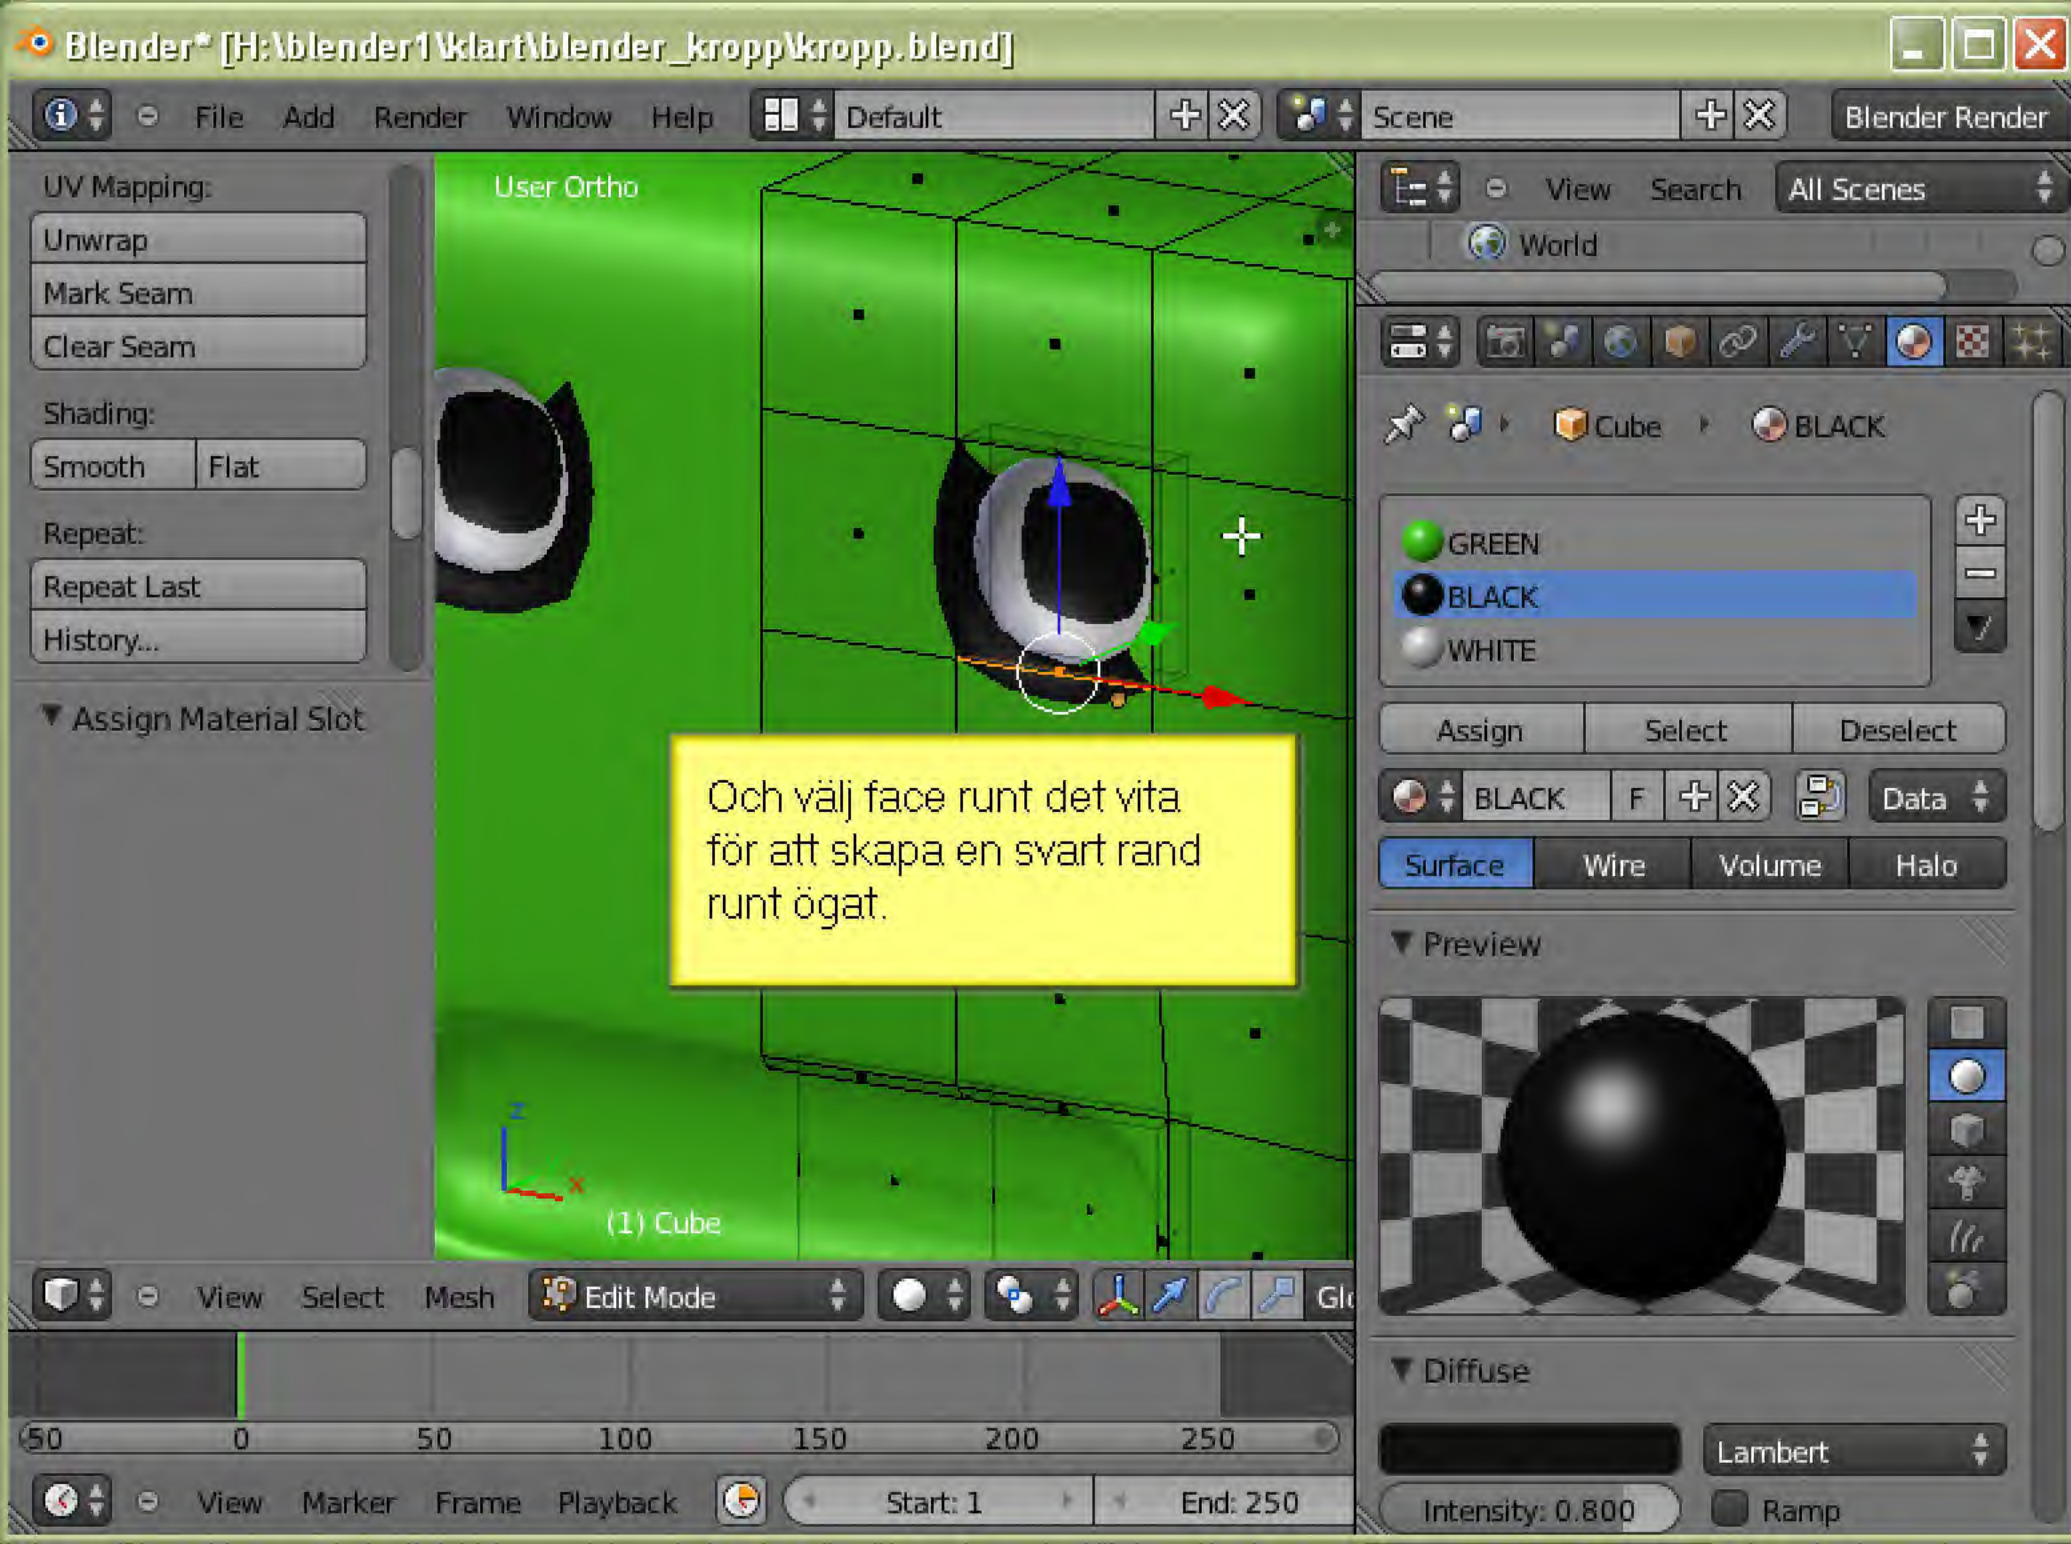 Blender* [H:\blender1\klart\blender_kropp\kropp.blend]
File Add Render Window Help Default Scene Blender Render
UV Mapping:
Unwrap
Mark Seam
Clear Seam
Shading:
Smooth Flat
Repeat:
Repeat Last
History...
Assign Material Slot
User Ortho
Och välj face runt det vita
för att skapa en svart rand
runt ögat.
z
x
(1) Cube
View Search All Scenes
World
Cube BLACK
GREEN
BLACK
WHITE
Assign Select Deselect
BLACK F Data
Surface Wire Volume Halo
Preview
Diffuse
Lambert
Intensity: 0.800 Ramp
View Select Mesh Edit Mode Glo
-50 0 50 100 150 200 250
View Marker Frame Playback Start: 1 End: 250